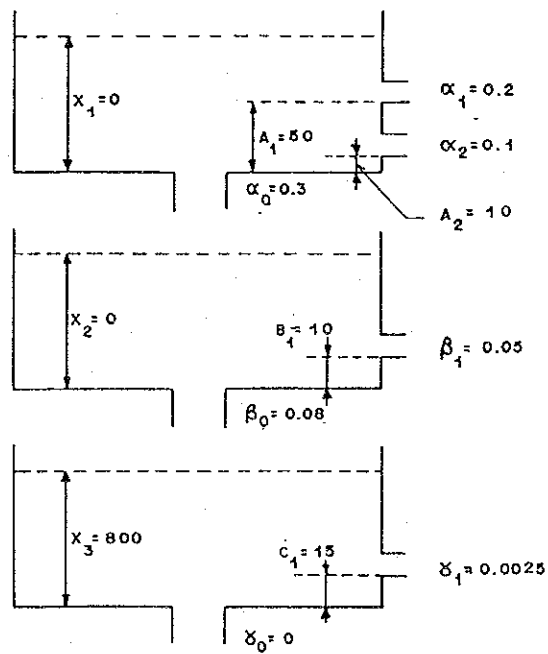 X₁=0
α₁=0.2
A₁=50
α₂=0.1
α₀=0.3
A₂=10
X₂=0
B₁=10
β₁=0.05
β₀=0.08
X₃=800
C₁=15
γ₁=0.0025
γ₀=0